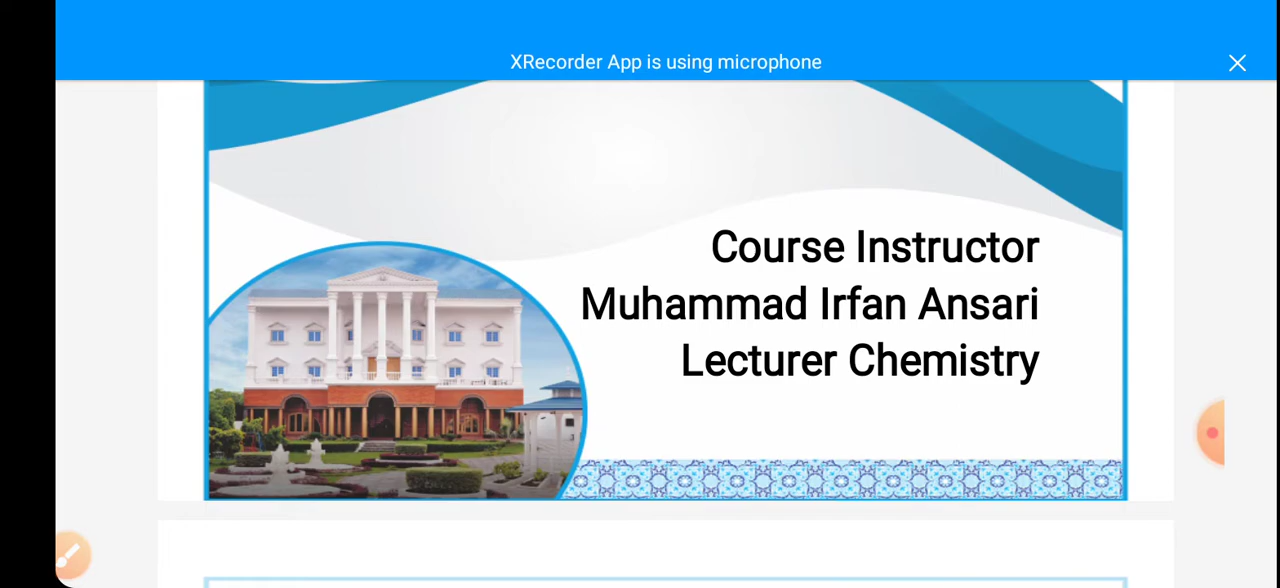 XRecorder App is using microphone
Course Instructor
Muhammad Irfan Ansari
Lecturer Chemistry